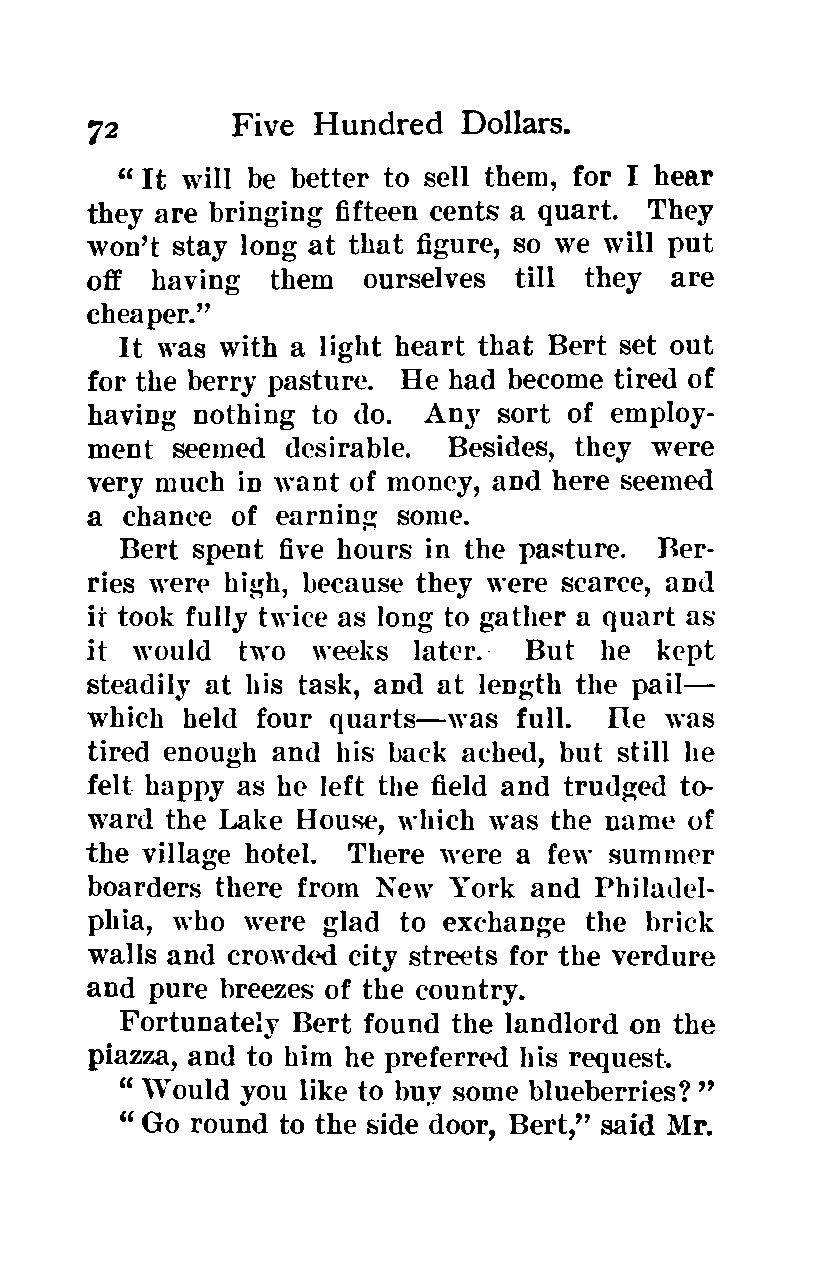 72 Five Hundred Dollars.
“It will be better to sell them, for I hear
they are bringing fifteen cents a quart. They
won’t stay long at that figure, so we will put
off having them ourselves till they are
cheaper.”
It was with a light heart that Bert set out
for the berry pasture. He had become tired of
having nothing to do. Any sort of employ-
ment seemed desirable. Besides, they were
very much in want of money, and here seemed
a chance of earning some.
Bert spent five hours in the pasture. Ber-
ries were high, because they were scarce, and
it took fully twice as long to gather a quart as
it would two weeks later. But he kept
steadily at his task, and at length the pail—
which held four quarts—was full. He was
tired enough and his back ached, but still he
felt happy as he left the field and trudged to-
ward the Lake House, which was the name of
the village hotel. There were a few summer
boarders there from New York and Philadel-
phia, who were glad to exchange the brick
walls and crowded city streets for the verdure
and pure breezes of the country.
Fortunately Bert found the landlord on the
piazza, and to him he preferred his request.
“Would you like to buy some blueberries?”
“Go round to the side door, Bert,” said Mr.